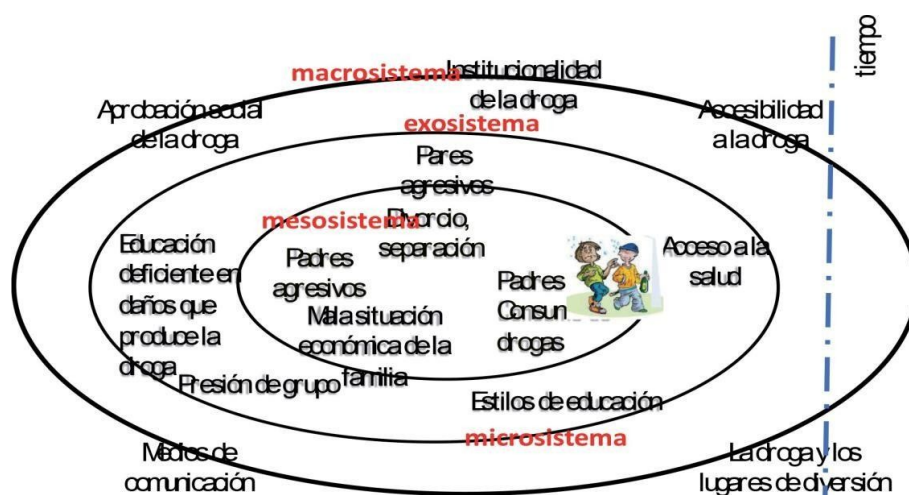 tiempo
macrosistema
Institucionalidad
de la droga
Aprobación social
de la droga
Accesibilidad
a la droga
exosistema
Pares
agresivos
mesosistema
Divorcio,
separación
Educación
deficiente en
daños que
produce la
droga
Padres
agresivos
Padres
Consun
drogas
Acceso a la
salud
Mala situación
económica de la
familia
Presión de grupo
Estilos de educación
microsistema
Medios de
comunicación
La droga y los
lugares de diversión